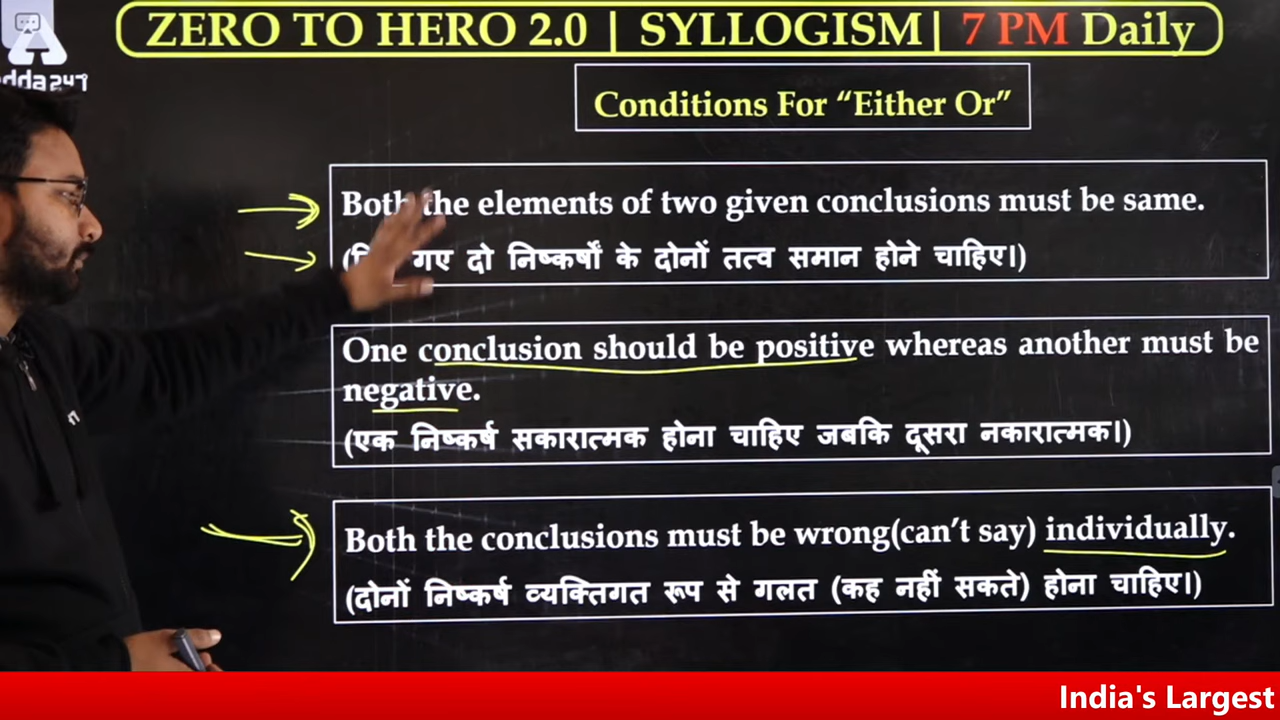 ZERO TO HERO 2.0 | SYLLOGISM| 7 PM Daily
adda247
Conditions For “Either Or”
Both the elements of two given conclusions must be same.
गए दो निष्कर्षों के दोनों तत्व समान होने चाहिए।)
One conclusion should be positive whereas another must be
negative.
(एक निष्कर्ष सकारात्मक होना चाहिए जबकि दूसरा नकारात्मक।)
Both the conclusions must be wrong(can’t say) individually.
(दोनों निष्कर्ष व्यक्तिगत रूप से गलत (कह नहीं सकते) होना चाहिए।)
India's Largest